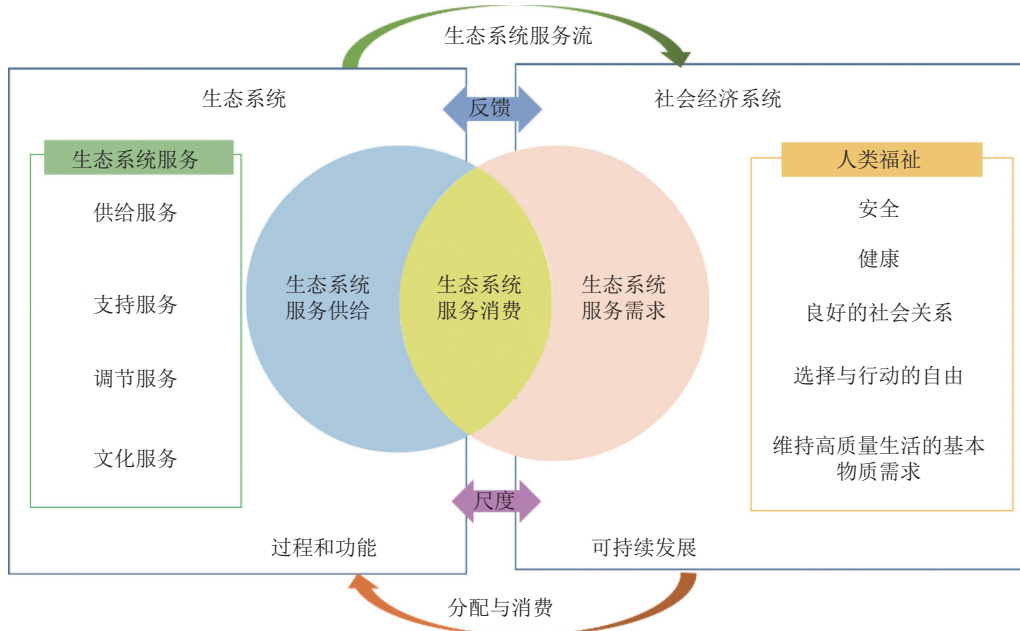 生态系统服务流
生态系统
反馈
社会经济系统
生态系统服务
供给服务
支持服务
调节服务
文化服务
生态系统
服务供给
生态系统
服务消费
生态系统
服务需求
人类福祉
安全
健康
良好的社会关系
选择与行动的自由
维持高质量生活的基本
物质需求
尺度
过程和功能
可持续发展
分配与消费